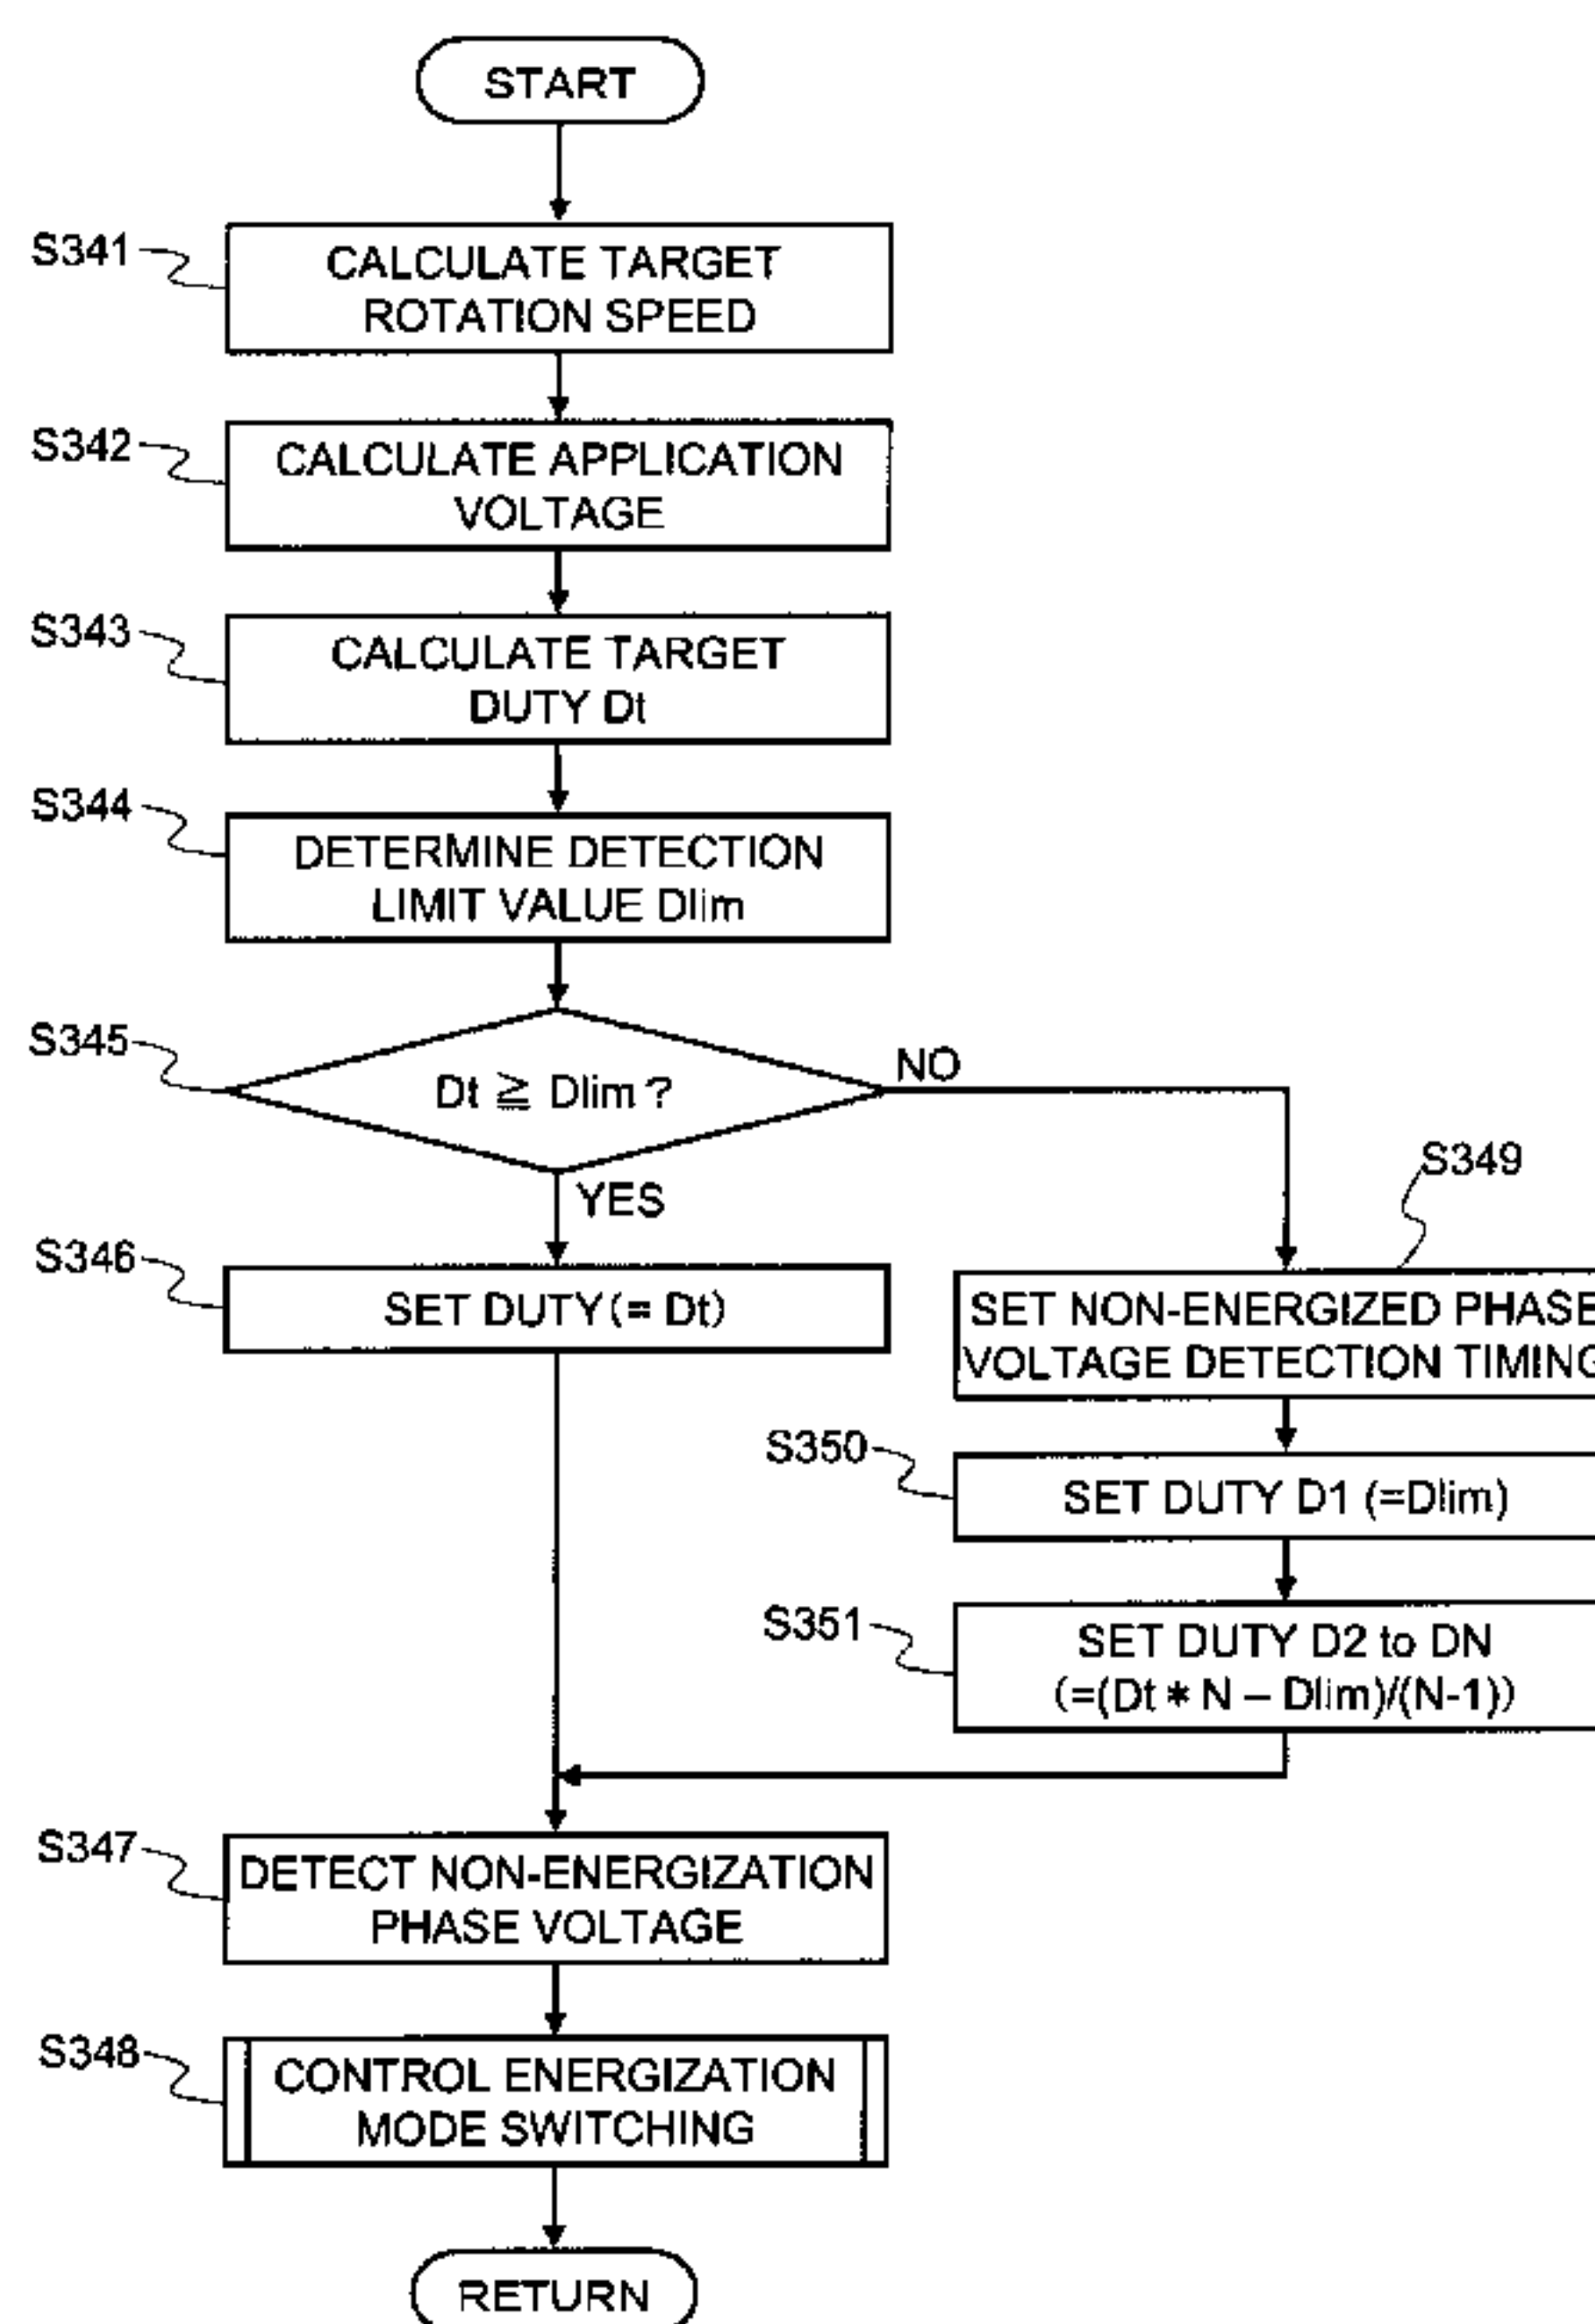 START
S341
CALCULATE TARGET
ROTATION SPEED
S342
CALCULATE APPLICATION
VOLTAGE
S343
CALCULATE TARGET
DUTY Dt
S344
DETERMINE DETECTION
LIMIT VALUE Dlim
S345
Dt ≧ Dlim ?
NO
YES
S346
SET DUTY(= Dt)
S349
SET NON-ENERGIZED PHASE
VOLTAGE DETECTION TIMING
S350
SET DUTY D1 (=Dlim)
S351
SET DUTY D2 to DN
(=(Dt * N – Dlim)/(N-1))
S347
DETECT NON-ENERGIZATION
PHASE VOLTAGE
S348
CONTROL ENERGIZATION
MODE SWITCHING
RETURN